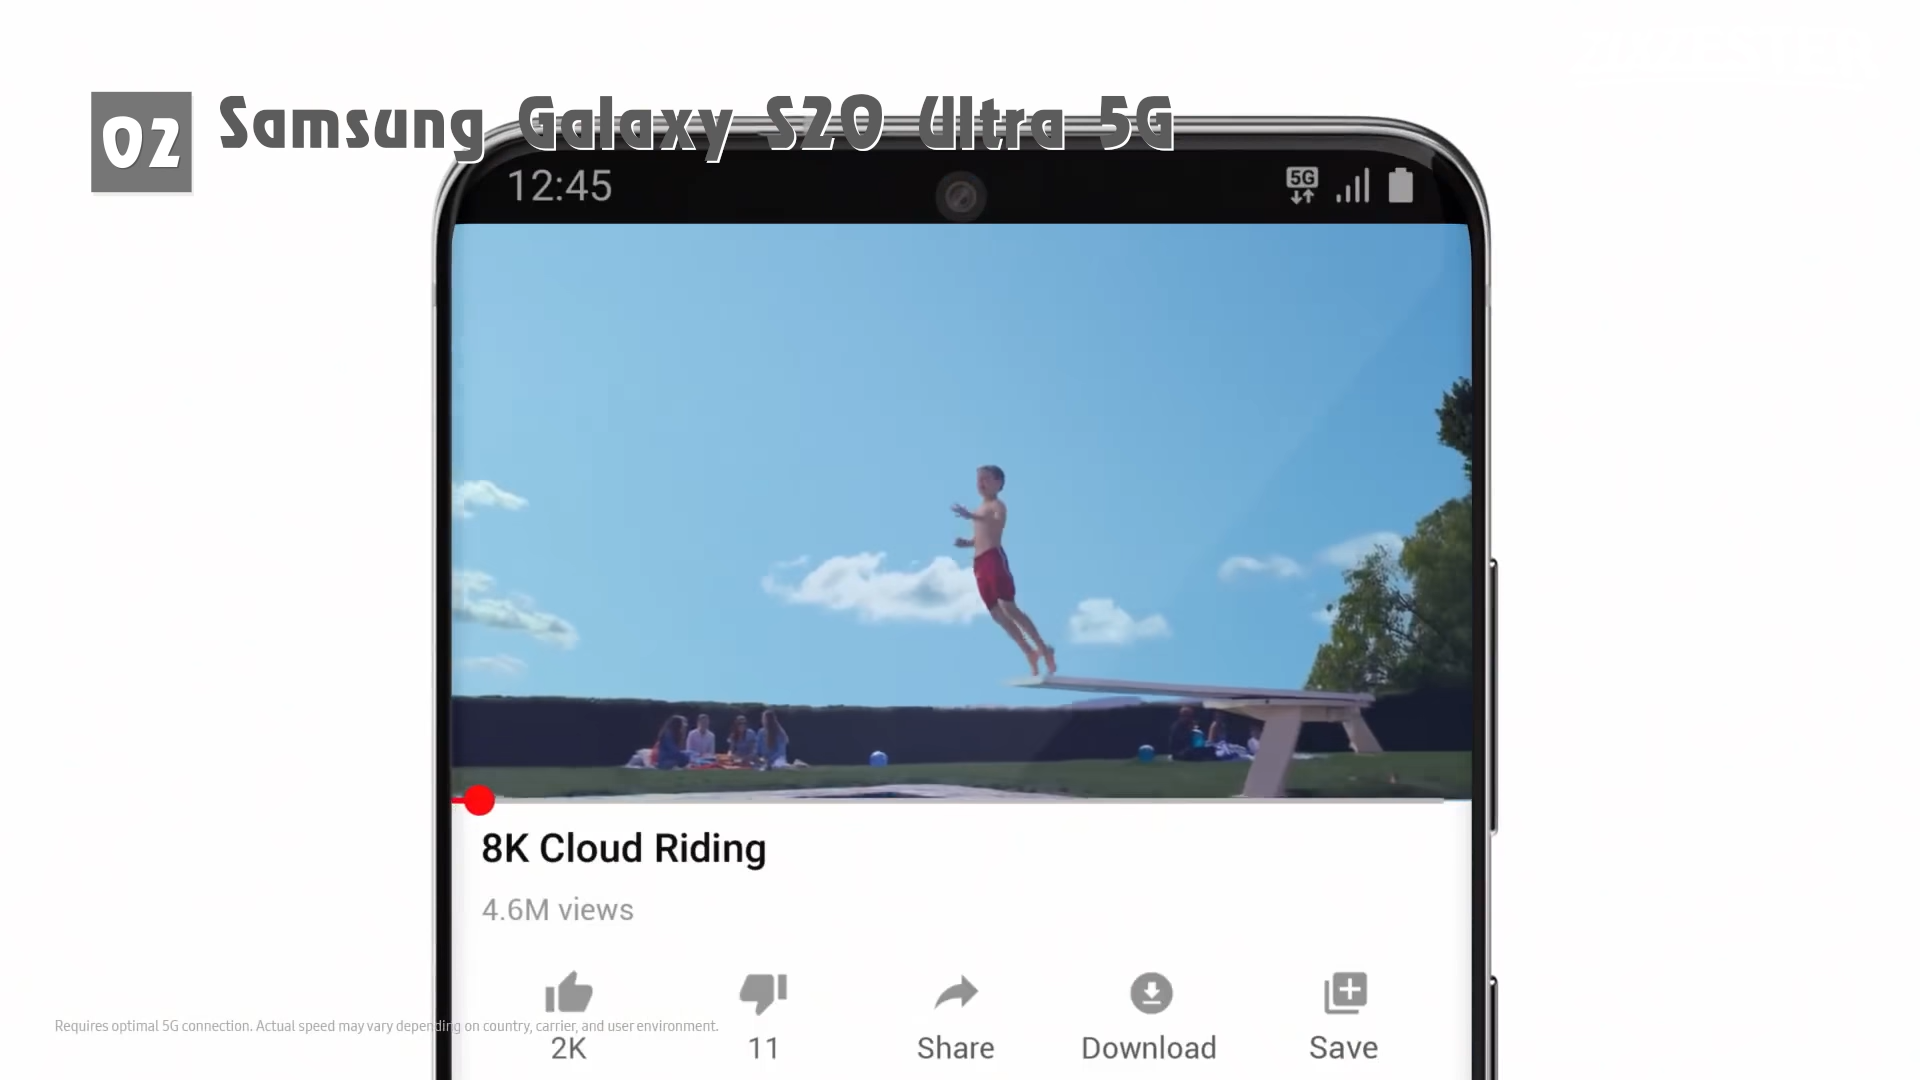 02 Samsung Galaxy S20 Ultra 5G
12:45
5G
8K Cloud Riding
4.6M views
2K
11
Share
Download
Save
Requires optimal 5G connection. Actual speed may vary depending on country, carrier, and user environment.